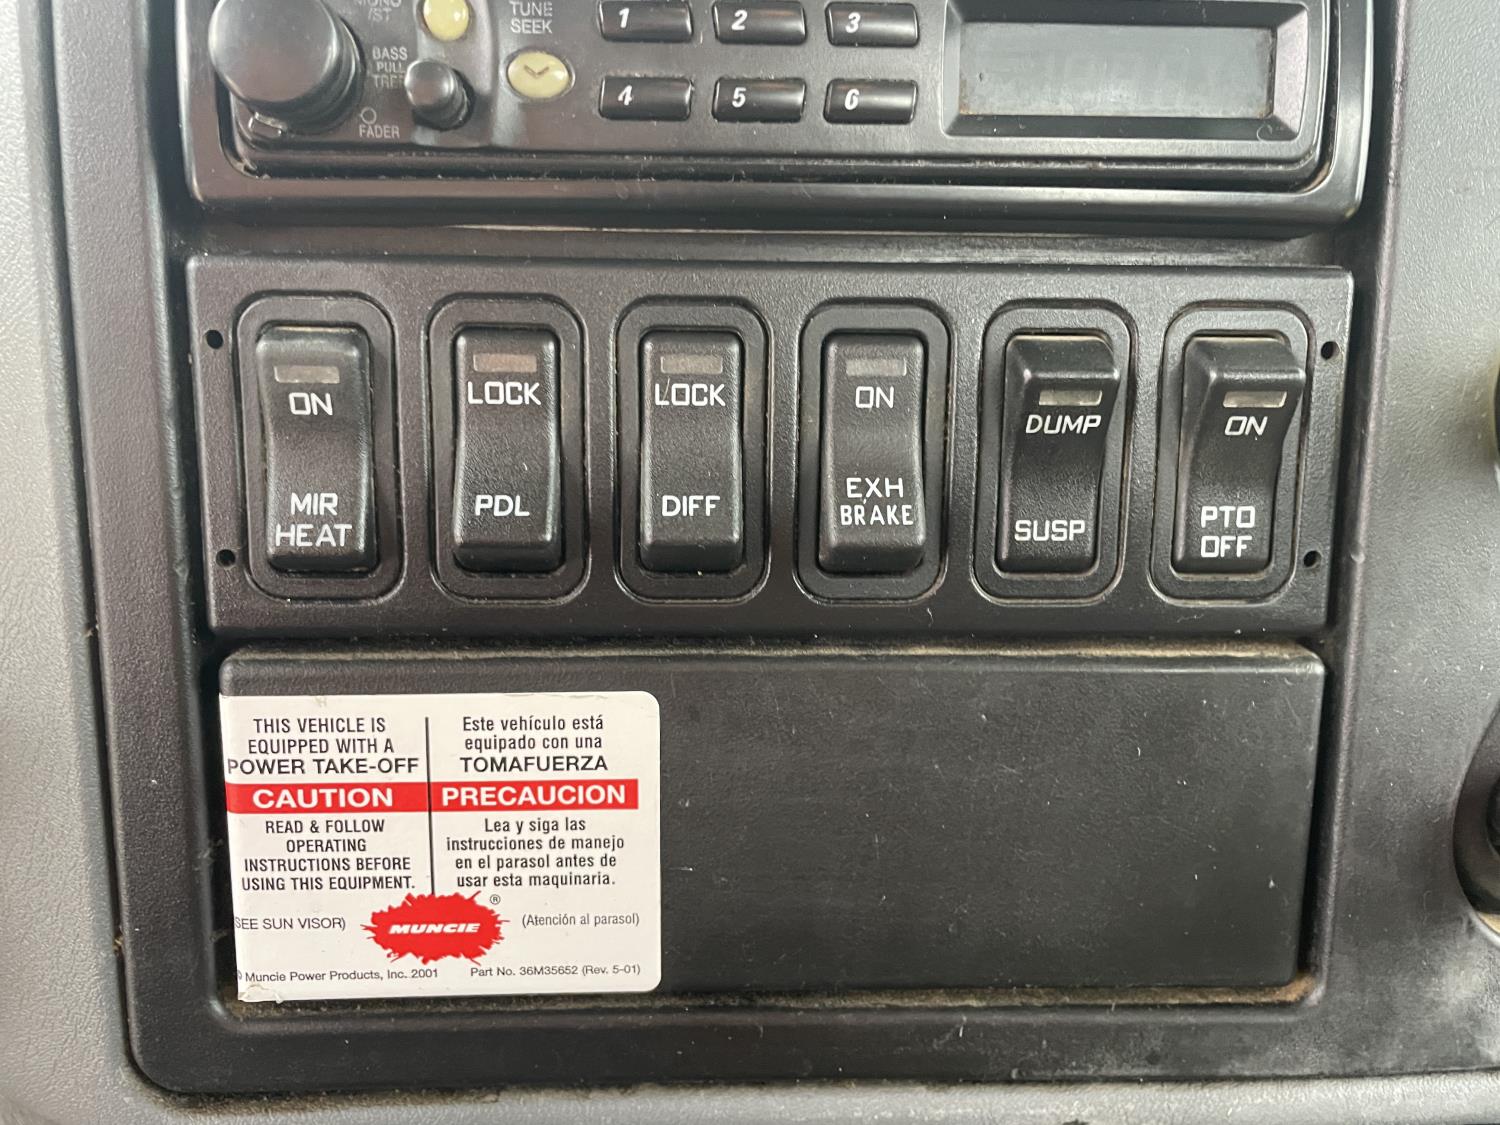 MONO
/ST
TUNE
SEEK
BASS
PULL
FADER
1
2
3
4
5
6
ON
MIR
HEAT
LOCK
PDL
LOCK
DIFF
ON
EXH
BRAKE
DUMP
SUSP
ON
PTO
OFF
THIS VEHICLE IS
EQUIPPED WITH A
POWER TAKE-OFF
CAUTION
READ & FOLLOW
OPERATING
INSTRUCTIONS BEFORE
USING THIS EQUIPMENT.
SEE SUN VISOR)
Este vehículo está
equipado con una
TOMAFUERZA
PRECAUCION
Lea y siga las
instrucciones de manejo
en el parasol antes de
usar esta maquinaria.
(Atención al parasol)
MUNCIE®
Muncie Power Products, Inc. 2001
Part No. 36M35652 (Rev. 5-01)